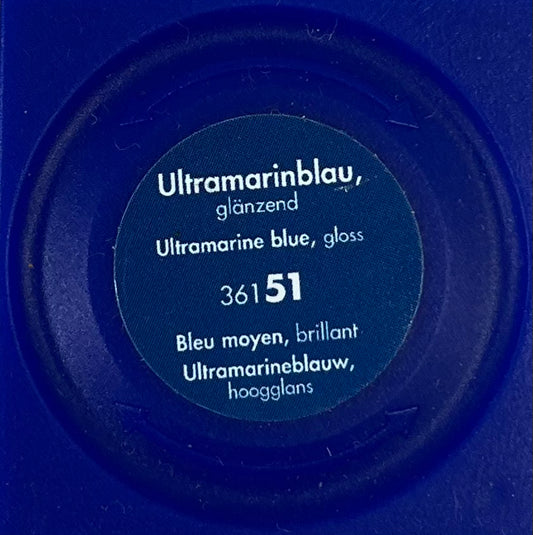 Ultramarinblau,
glänzend
Ultramarine blue, gloss
36151
Bleu moyen, brillant
Ultramarineblauw,
hoogglans